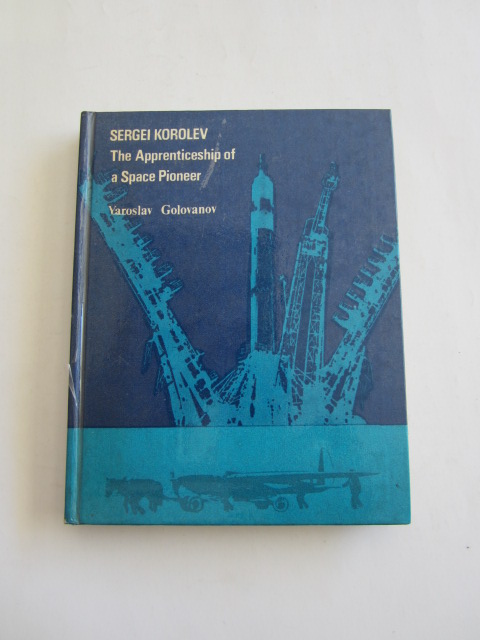 SERGEI KOROLEV
The Apprenticeship of
a Space Pioneer
Yaroslav Golovanov